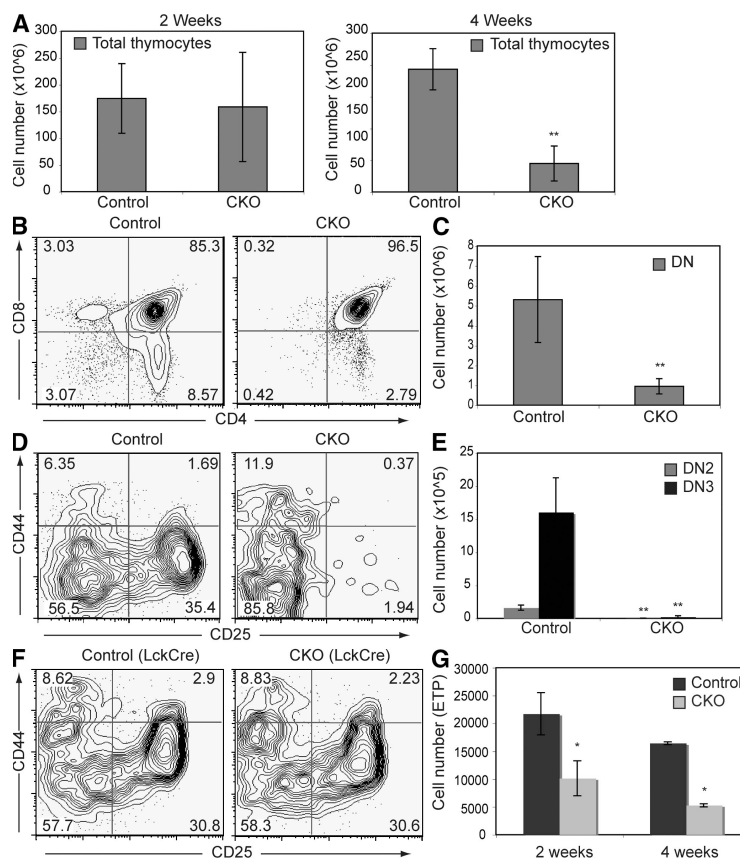 A
2 Weeks
4 Weeks
300
250
200
150
100
50
0
Cell number (x10^6)
Total thymocytes
Control
CKO
300
250
200
150
100
50
0
Cell number (x10^6)
Total thymocytes
**
Control
CKO
B
Control
CKO
3.03
85.3
3.07
8.57
0.32
96.5
0.42
2.79
CD8
CD4
C
8
7
6
5
4
3
2
1
0
Cell number (x10^6)
DN
**
Control
CKO
D
Control
CKO
6.35
1.69
56.5
35.4
11.9
0.37
85.8
1.94
CD44
CD25
E
25
20
15
10
5
0
Cell number (x10^5)
DN2
DN3
**
**
Control
CKO
F
Control (LckCre)
CKO (LckCre)
8.62
2.9
57.7
30.8
8.83
2.23
58.3
30.6
CD44
CD25
G
30000
25000
20000
15000
10000
5000
0
Cell number (ETP)
Control
CKO
*
*
2 weeks
4 weeks